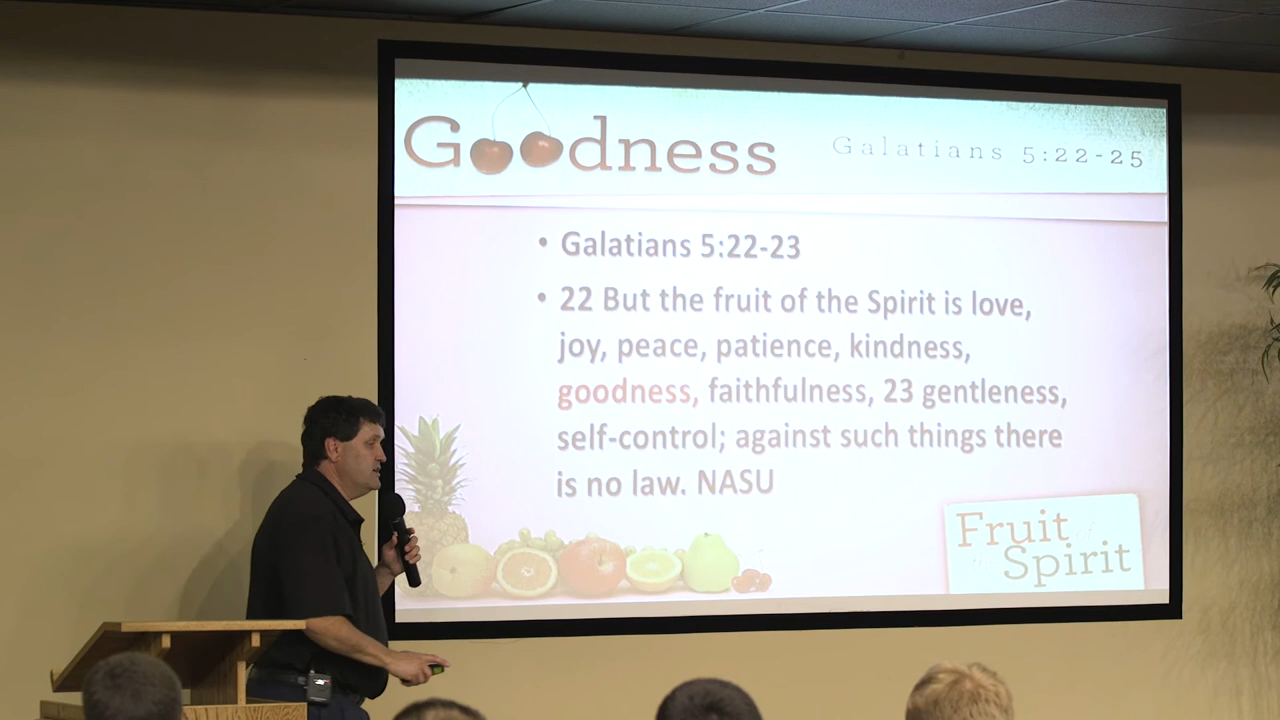 Goodness
Galatians 5:22-25
• Galatians 5:22-23
• 22 But the fruit of the Spirit is love,
joy, peace, patience, kindness,
goodness, faithfulness, 23 gentleness,
self-control; against such things there
is no law. NASU
Fruit
Spirit